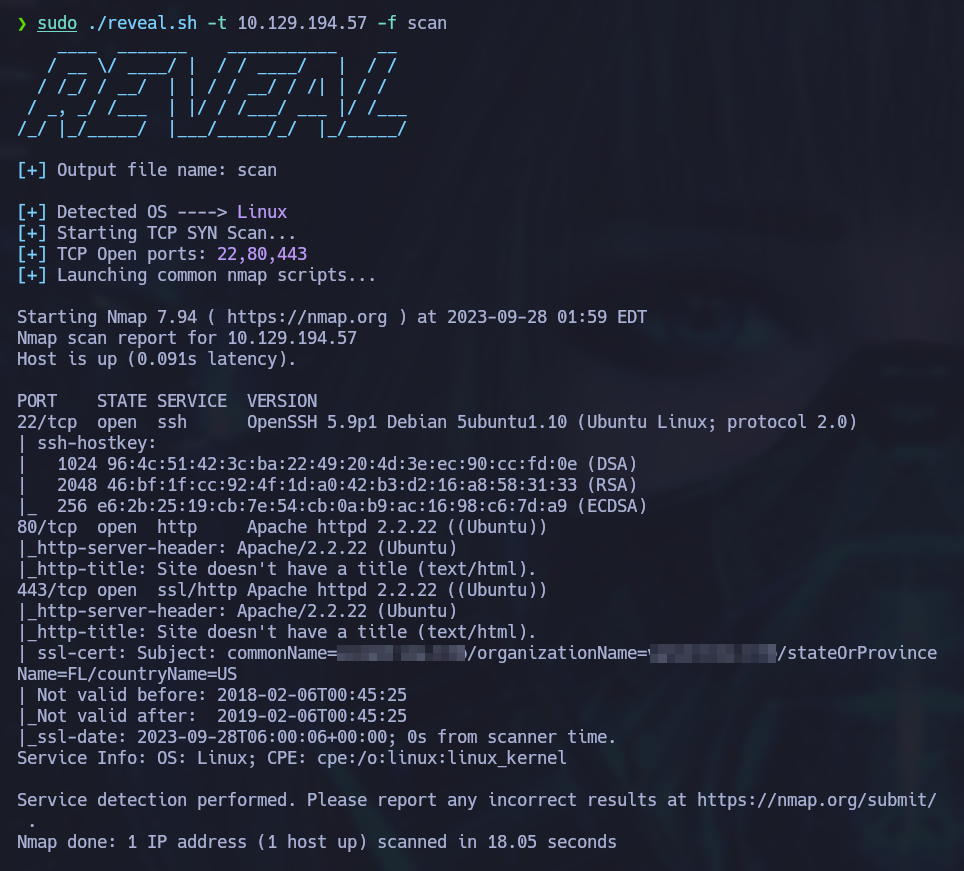 ❯ sudo ./reveal.sh -t 10.129.194.57 -f scan
REVEAL
[+] Output file name: scan
[+] Detected OS ----> Linux
[+] Starting TCP SYN Scan...
[+] TCP Open ports: 22,80,443
[+] Launching common nmap scripts...
Starting Nmap 7.94 ( https://nmap.org ) at 2023-09-28 01:59 EDT
Nmap scan report for 10.129.194.57
Host is up (0.091s latency).
PORT    STATE SERVICE  VERSION
22/tcp  open  ssh      OpenSSH 5.9p1 Debian 5ubuntu1.10 (Ubuntu Linux; protocol 2.0)
| ssh-hostkey:
|   1024 96:4c:51:42:3c:ba:22:49:20:4d:3e:ec:90:cc:fd:0e (DSA)
|   2048 46:bf:1f:cc:92:4f:1d:a0:42:b3:d2:16:a8:58:31:33 (RSA)
|_  256 e6:2b:25:19:cb:7e:54:cb:0a:b9:ac:16:98:c6:7d:a9 (ECDSA)
80/tcp  open  http     Apache httpd 2.2.22 ((Ubuntu))
|_http-server-header: Apache/2.2.22 (Ubuntu)
|_http-title: Site doesn't have a title (text/html).
443/tcp open  ssl/http Apache httpd 2.2.22 ((Ubuntu))
|_http-server-header: Apache/2.2.22 (Ubuntu)
|_http-title: Site doesn't have a title (text/html).
| ssl-cert: Subject: commonName=/organizationName=/stateOrProvince
Name=FL/countryName=US
| Not valid before: 2018-02-06T00:45:25
|_Not valid after:  2019-02-06T00:45:25
|_ssl-date: 2023-09-28T06:00:06+00:00; 0s from scanner time.
Service Info: OS: Linux; CPE: cpe:/o:linux:linux_kernel
Service detection performed. Please report any incorrect results at https://nmap.org/submit/
.
Nmap done: 1 IP address (1 host up) scanned in 18.05 seconds